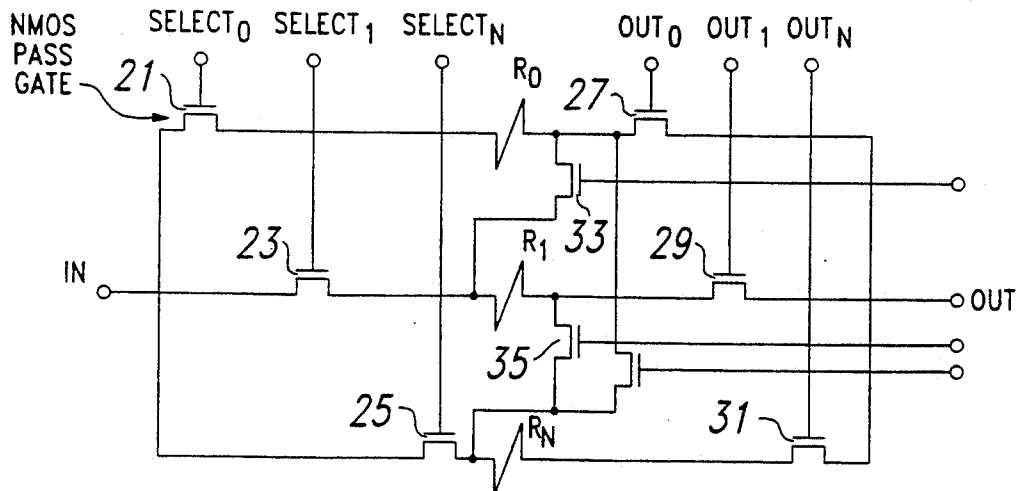 NMOS
PASS
GATE
SELECT0
SELECT1
SELECTN
OUT0
OUT1
OUTN
21
R0
27
33
23
R1
29
IN
OUT
35
25
RN
31